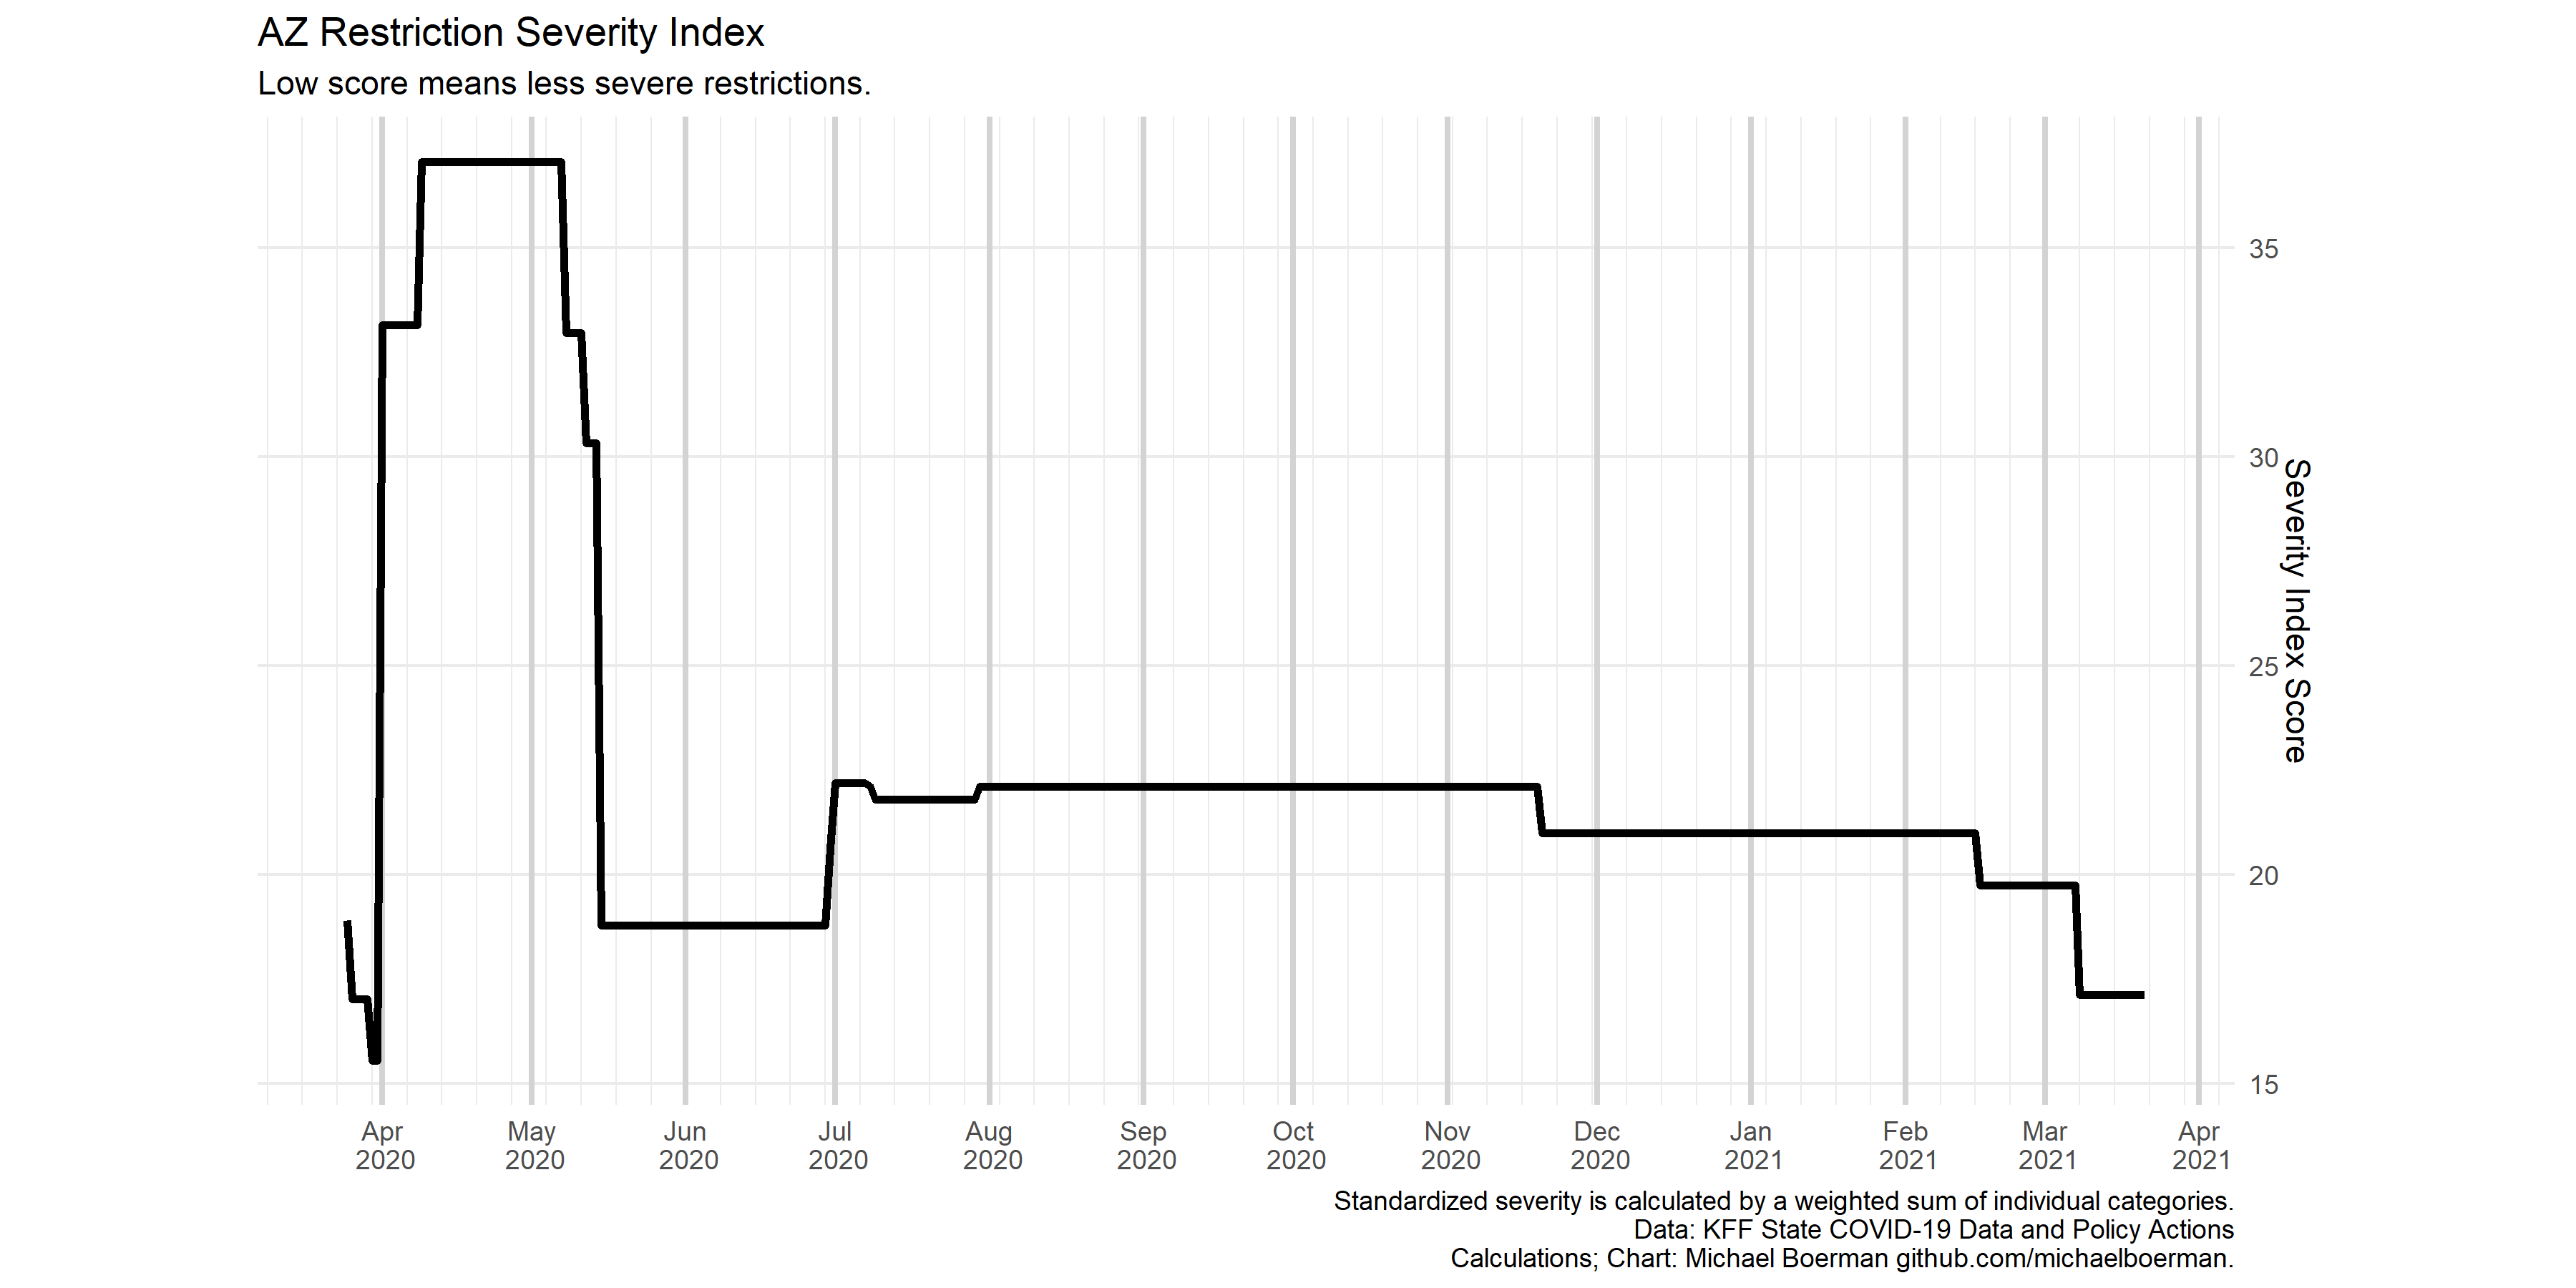 AZ Restriction Severity Index
Low score means less severe restrictions.
35
30
25
20
15
Severity Index Score
Apr May Jun Jul Aug Sep Oct Nov Dec Jan Feb Mar Apr
2020 2020 2020 2020 2020 2020 2020 2020 2020 2021 2021 2021 2021
Standardized severity is calculated by a weighted sum of individual categories.
Data: KFF State COVID-19 Data and Policy Actions
Calculations; Chart: Michael Boerman github.com/michaelboerman.